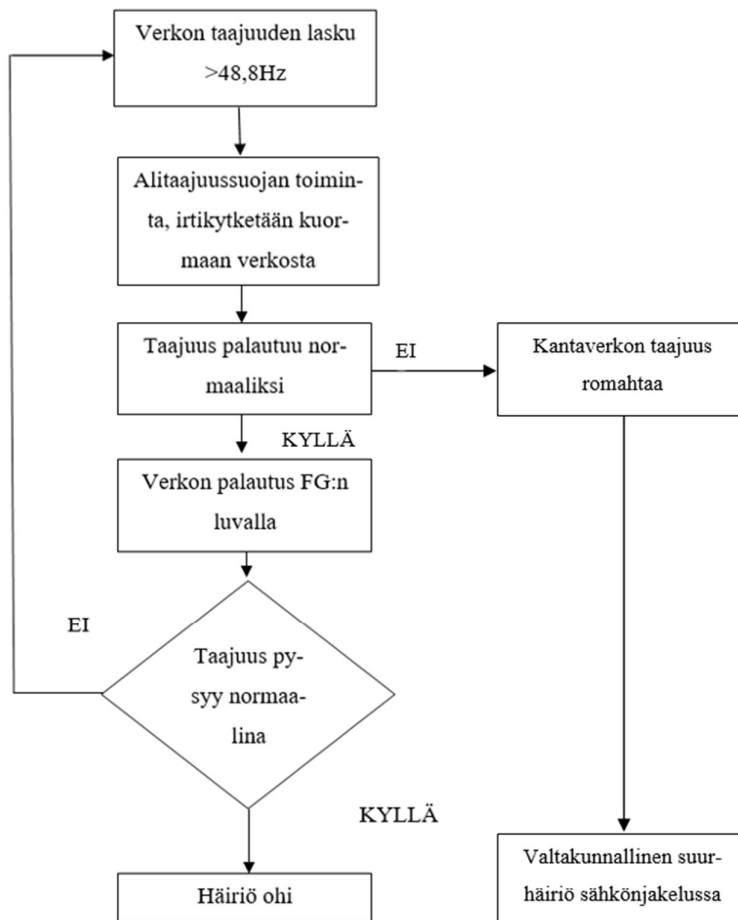 Verkon taajuuden lasku
>48,8Hz
Alitaajuussuojan toimin-
ta, irtikytketään kuor-
maan verkosta
Taajuus palautuu nor-
maaliksi
EI
Kantaverkon taajuus
romahtaa
KYLLÄ
Verkon palautus FG:n
luvalla
EI
Taajuus py-
syy normaa-
lina
KYLLÄ
Häiriö ohi
Valtakunnallinen suur-
häiriö sähkönjakelussa